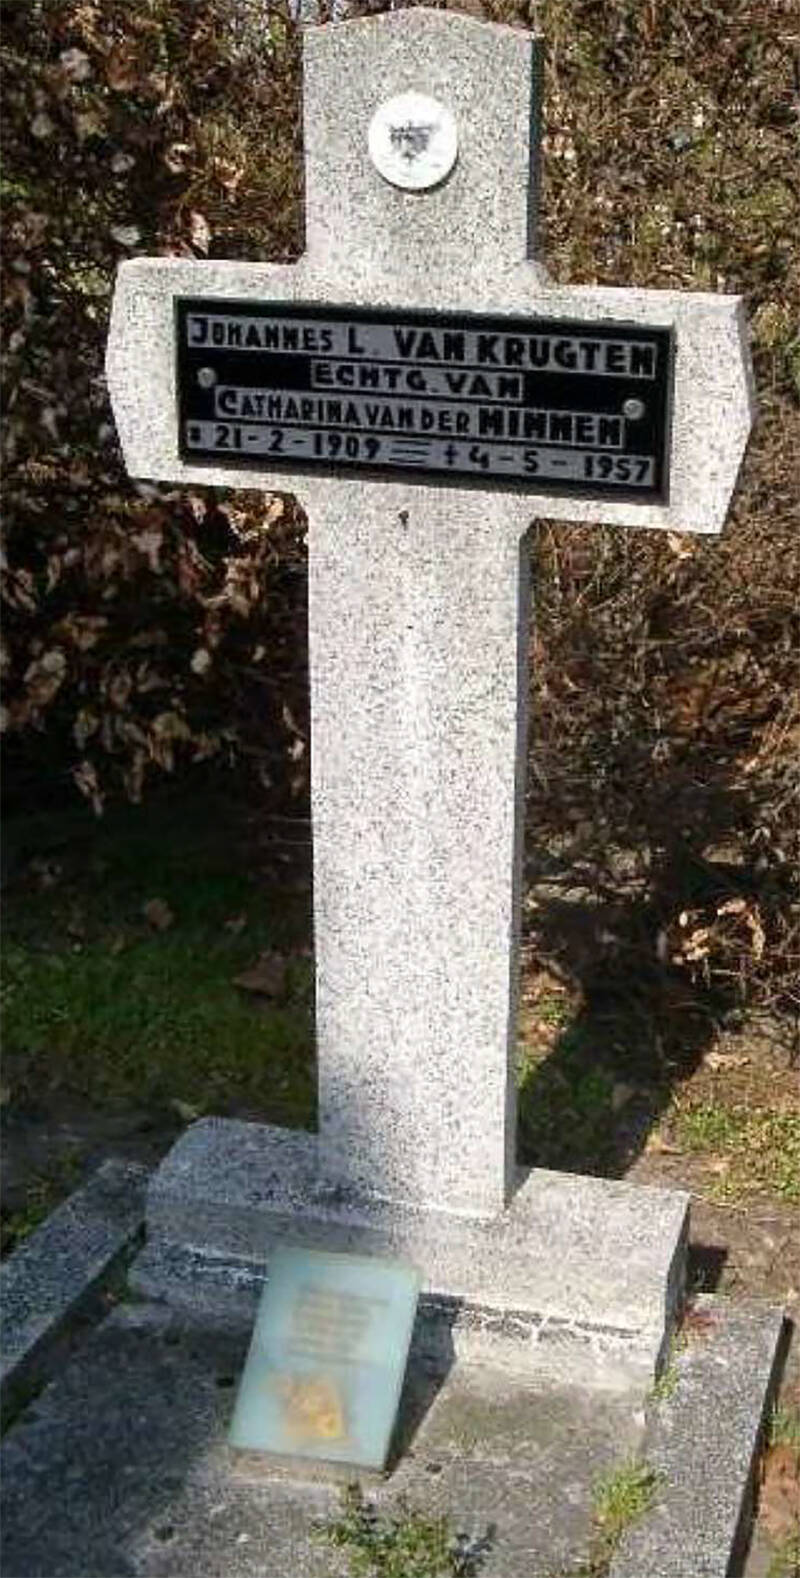 JOHANNES L. VAN KRUGTEN
ECHTG. VAN
CATHARINA VAN DER MINNEN
* 21-2-1909 = † 4-5-1957